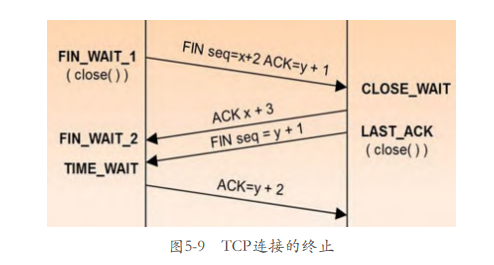 FIN_WAIT_1
( close( ) )
FIN seq=x+2 ACK=y + 1
CLOSE_WAIT
ACK x + 3
FIN_WAIT_2
FIN seq = y + 1
LAST_ACK
( close( ) )
TIME_WAIT
ACK=y + 2
图5-9 TCP连接的终止